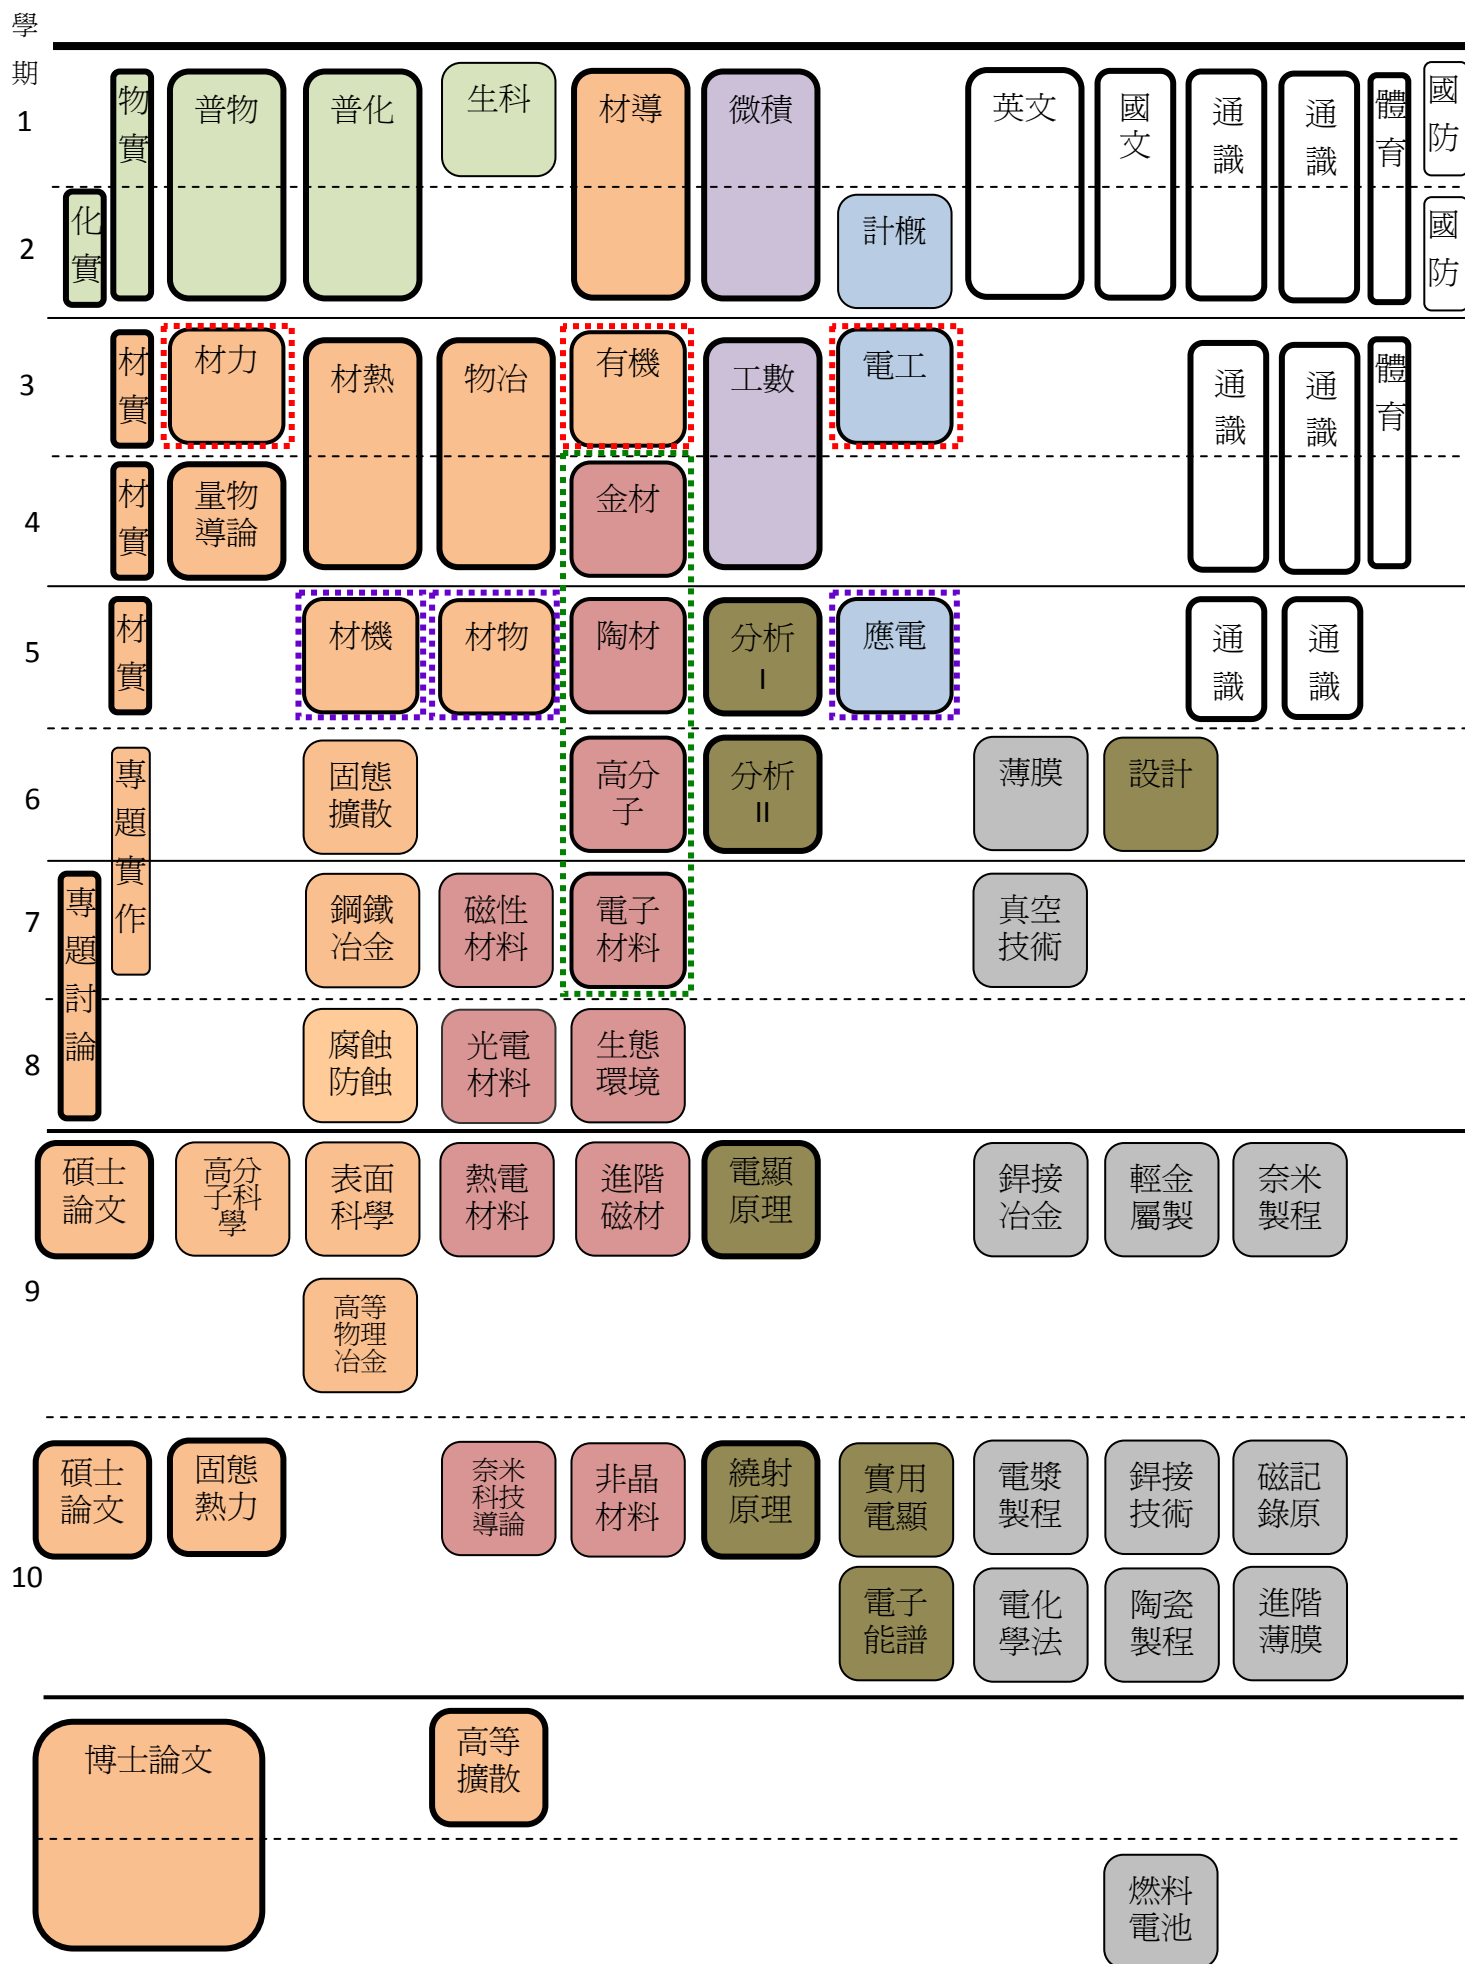 學
期
1
物
實
普物
普化
生科
材導
微積
英文
國
文
通
識
通
識
體
育
國
防
2
化
實
計概
國
防
3
材
實
材力
材熱
物冶
有機
工數
電工
通
識
通
識
體
育
4
材
實
量物
導論
金材
5
材
實
材機
材物
陶材
分析
I
應電
通
識
通
識
6
專
題
實
作
固態
擴散
高分
子
分析
II
薄膜
設計
7
專
題
討
論
鋼鐵
冶金
磁性
材料
電子
材料
真空
技術
8
腐蝕
防蝕
光電
材料
生態
環境
9
碩士
論文
高分
子科
學
表面
科學
熱電
材料
進階
磁材
電顯
原理
銲接
冶金
輕金
屬製
奈米
製程
高等
物理
冶金
10
碩士
論文
固態
熱力
奈米
科技
導論
非晶
材料
繞射
原理
實用
電顯
電漿
製程
銲接
技術
磁記
錄原
電子
能譜
電化
學法
陶瓷
製程
進階
薄膜
博士論文
高等
擴散
燃料
電池